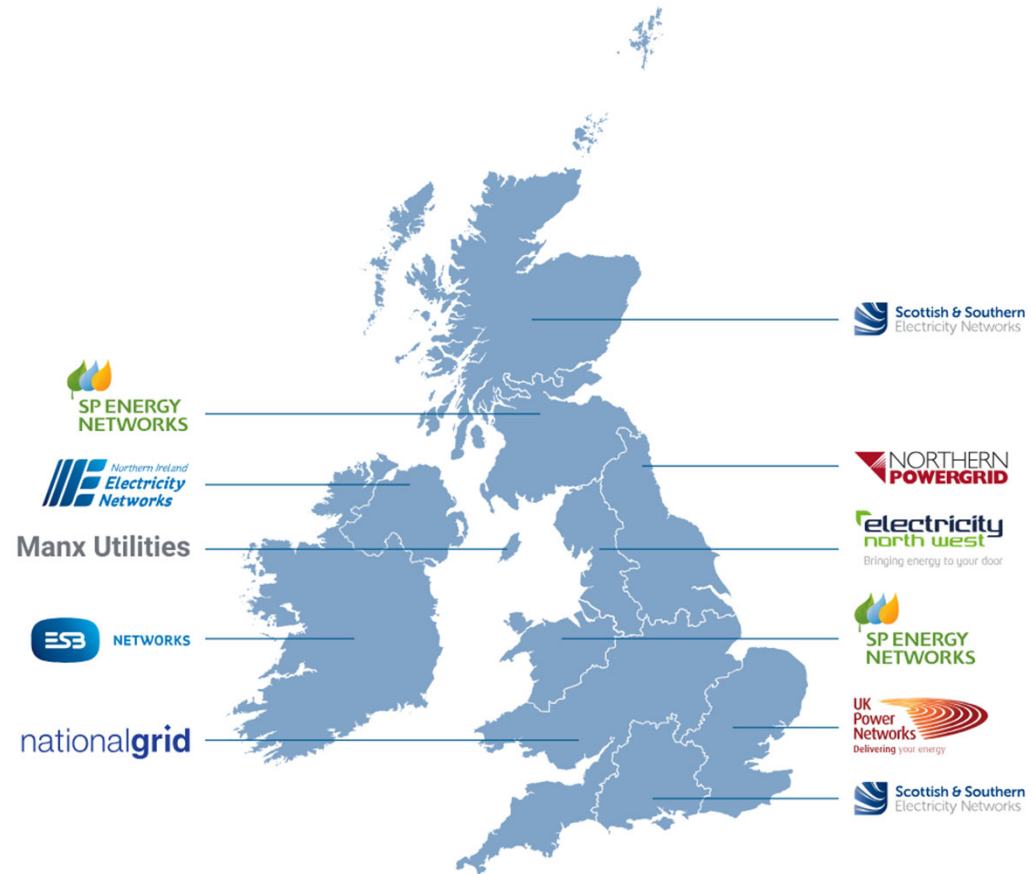 Scottish & Southern
Electricity Networks
SP ENERGY
NETWORKS
Northern Ireland
Electricity
Networks
NORTHERN
POWERGRID
Manx Utilities
electricity
north west
Bringing energy to your door
ESB NETWORKS
SP ENERGY
NETWORKS
nationalgrid
UK
Power
Networks
Delivering your energy
Scottish & Southern
Electricity Networks